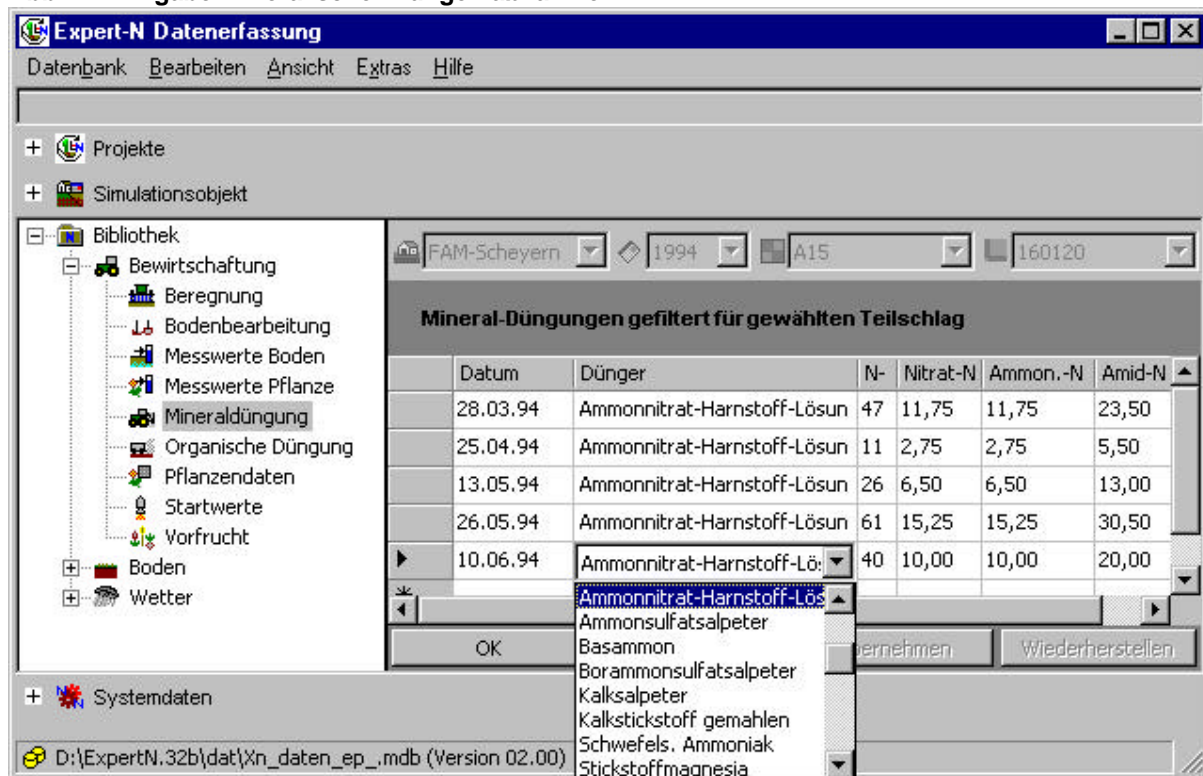 Expert-N Datenerfassung
Datenbank Bearbeiten Ansicht Extras Hilfe
+ Projekte
+ Simulationsobjekt
Bibliothek
Bewirtschaftung
Beregnung
Bodenbearbeitung
Messwerte Boden
Messwerte Pflanze
Mineraldüngung
Organische Düngung
Pflanzendaten
Startwerte
Vorfrucht
Boden
Wetter
FAM-Scheyern 1994 A15 160120
Mineral-Düngungen gefiltert für gewählten Teilschlag
Datum Dünger N- Nitrat-N Ammon.-N Amid-N
28.03.94 Ammonnitrat-Harnstoff-Lösun 47 11,75 11,75 23,50
25.04.94 Ammonnitrat-Harnstoff-Lösun 11 2,75 2,75 5,50
13.05.94 Ammonnitrat-Harnstoff-Lösun 26 6,50 6,50 13,00
26.05.94 Ammonnitrat-Harnstoff-Lösun 61 15,25 15,25 30,50
10.06.94 Ammonnitrat-Harnstoff-Lö 40 10,00 10,00 20,00
Ammonnitrat-Harnstoff-Lös
Ammonsulfatsalpeter
Basammon
Borammonsulfatsalpeter
Kalksalpeter
Kalkstickstoff gemahlen
Schwefels. Ammoniak
Stickstoffmagnesia
OK ernehmen Wiederherstellen
+ Systemdaten
D:\ExpertN.32b\dat\Xn_daten_ep_.mdb (Version 02.00)